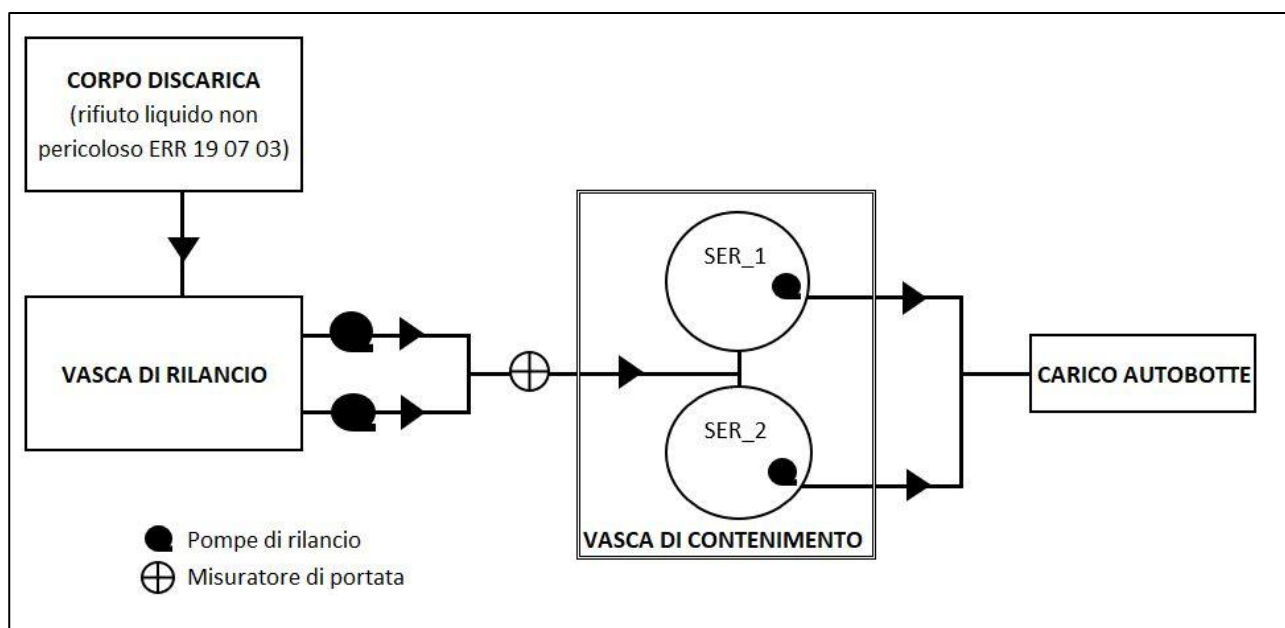 CORPO DISCARICA
(rifiuto liquido non
pericoloso ERR 19 07 03)
VASCA DI RILANCIO
SER_1
SER_2
VASCA DI CONTENIMENTO
CARICO AUTOBOTTE
Pompe di rilancio
Misuratore di portata